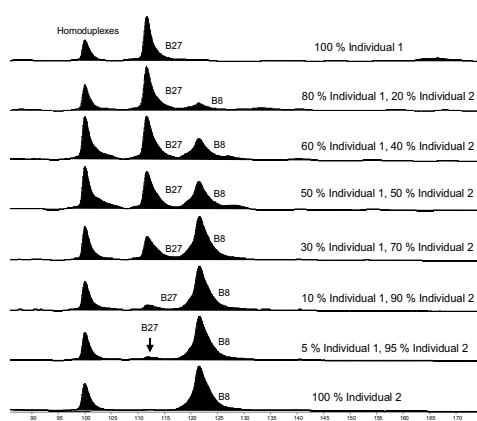 Homoduplexes
B27
100 % Individual 1
B27
B8
80 % Individual 1, 20 % Individual 2
B27
B8
60 % Individual 1, 40 % Individual 2
B27
B8
50 % Individual 1, 50 % Individual 2
B27
B8
30 % Individual 1, 70 % Individual 2
B27
B8
10 % Individual 1, 90 % Individual 2
B27
B8
5 % Individual 1, 95 % Individual 2
B8
100 % Individual 2
90 95 100 105 110 115 120 125 130 135 140 145 150 155 160 165 170